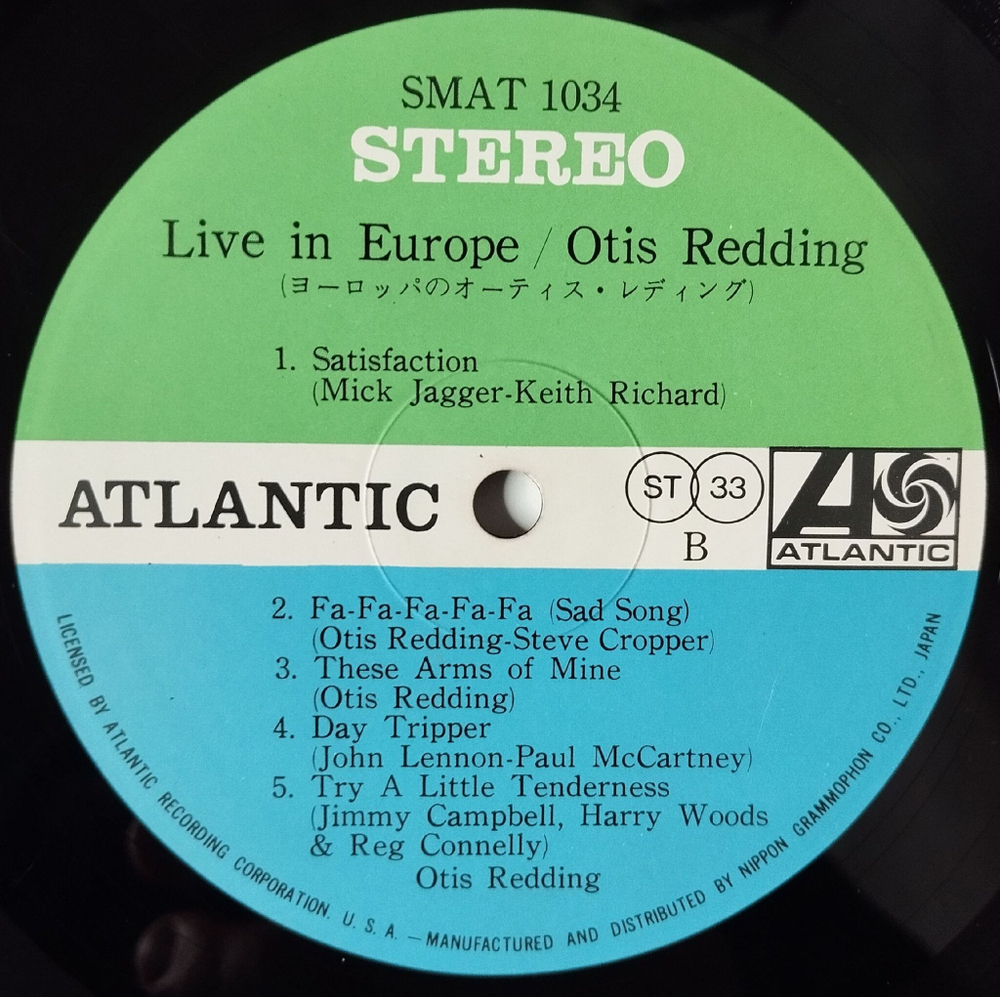 SMAT 1034
STEREO
Live in Europe / Otis Redding
(ヨーロッパのオーティス・レディング)
1. Satisfaction
(Mick Jagger-Keith Richard)
ATLANTIC
ST 33
B
ATLANTIC
2. Fa-Fa-Fa-Fa-Fa (Sad Song)
(Otis Redding-Steve Cropper)
3. These Arms of Mine
(Otis Redding)
4. Day Tripper
(John Lennon-Paul McCartney)
5. Try A Little Tenderness
(Jimmy Campbell, Harry Woods
& Reg Connelly)
Otis Redding
LICENSED BY ATLANTIC RECORDING CORPORATION. U. S. A. —MANUFACTURED AND DISTRIBUTED BY NIPPON GRAMMOPHON CO., LTD., JAPAN